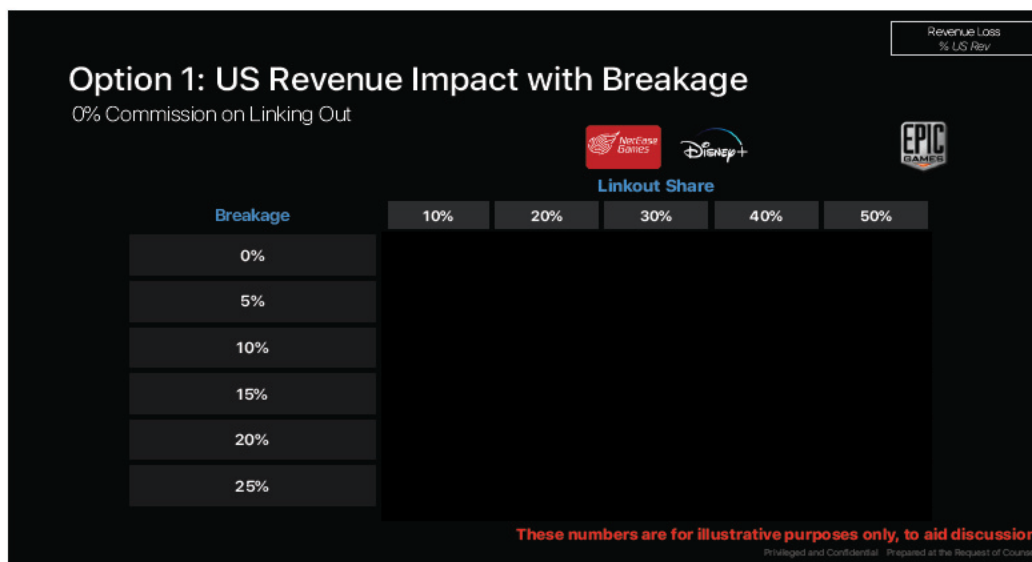 Revenue Loss
% US Rev
Option 1: US Revenue Impact with Breakage
0% Commission on Linking Out
NetEase Games
Disney+
EPIC GAMES
Linkout Share
Breakage 10% 20% 30% 40% 50%
0%
5%
10%
15%
20%
25%
These numbers are for illustrative purposes only, to aid discussion
Privileged and Confidential Prepared at the Request of Counse